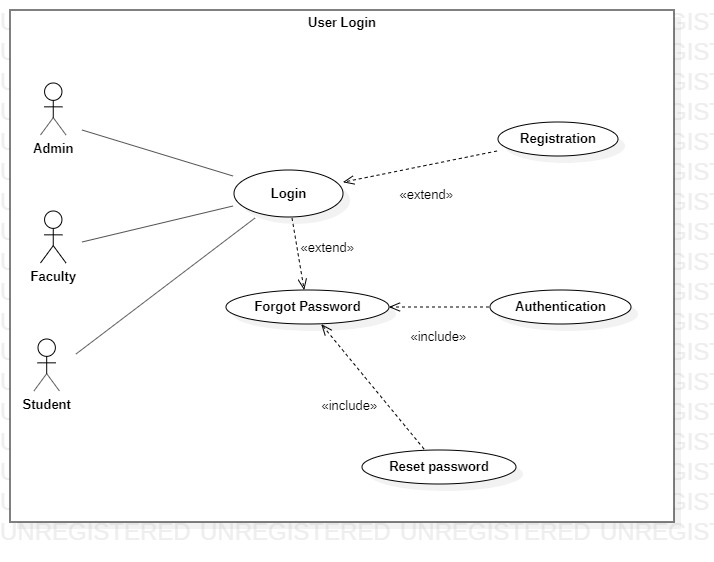 User Login
Admin
Registration
«extend»
Login
Faculty
«extend»
Forgot Password
Authentication
«include»
Student
«include»
Reset password
UNREGISTERED UNREGISTERED UNREGISTERED UNREGIST